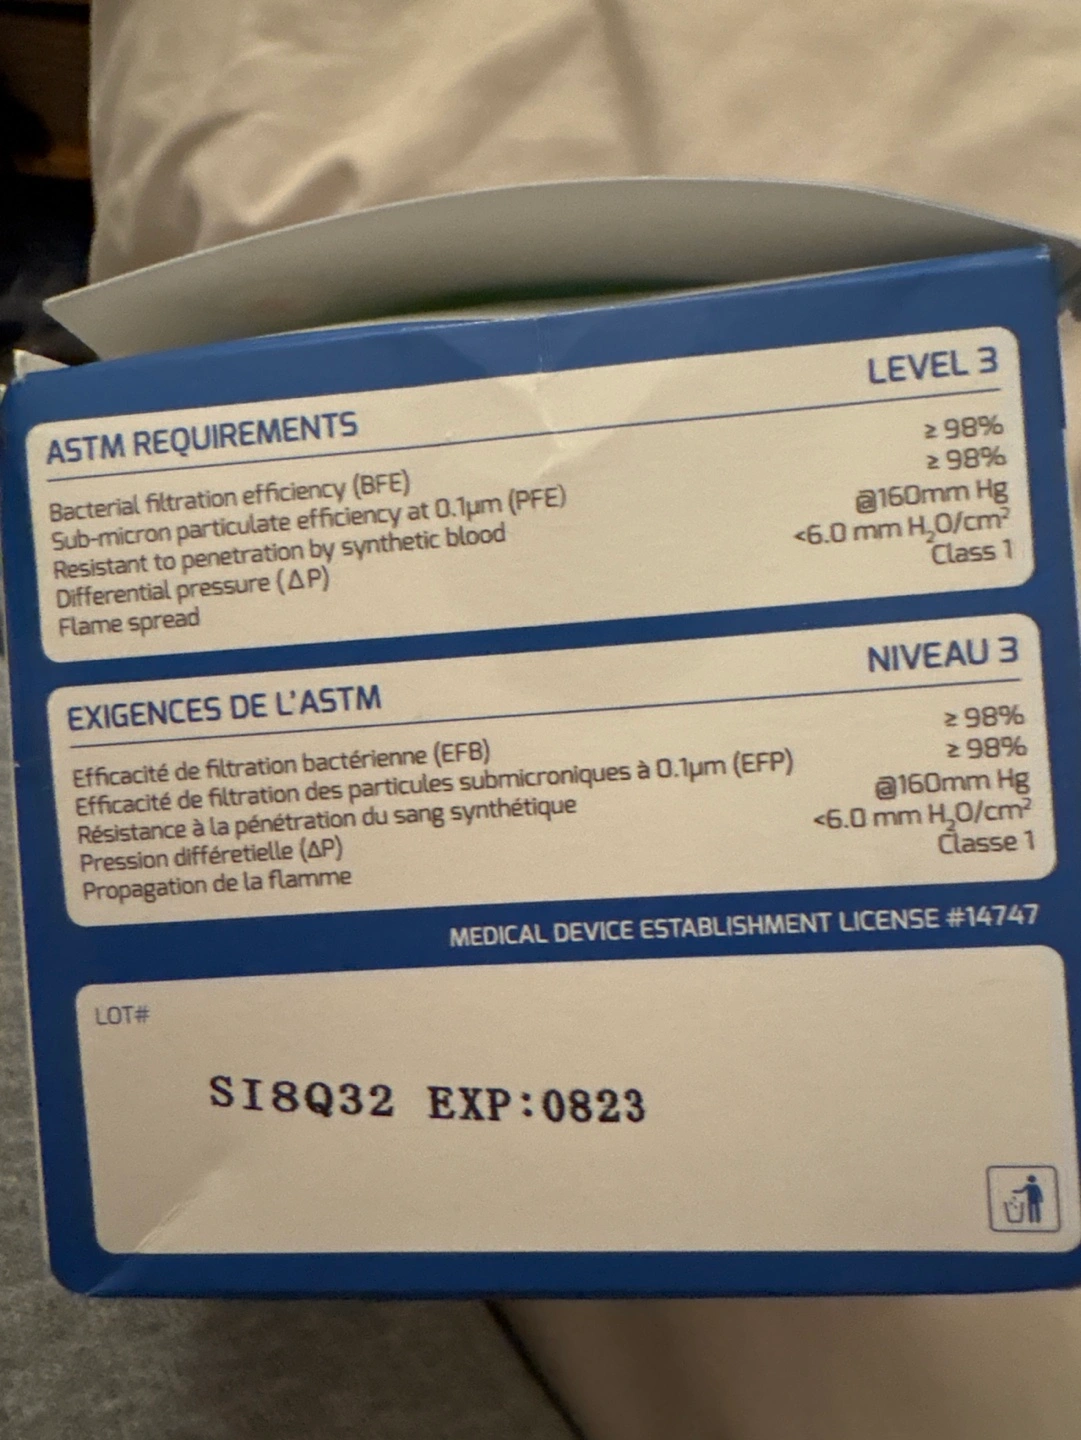 ASTM REQUIREMENTS LEVEL 3
Bacterial filtration efficiency (BFE) ≥ 98%
Sub-micron particulate efficiency at 0.1µm (PFE) ≥ 98%
Resistant to penetration by synthetic blood @160mm Hg
Differential pressure (ΔP) <6.0 mm H₂O/cm²
Flame spread Class 1
EXIGENCES DE L'ASTM NIVEAU 3
Efficacité de filtration bactérienne (EFB) ≥ 98%
Efficacité de filtration des particules submicroniques à 0.1µm (EFP) ≥ 98%
Résistance à la pénétration du sang synthétique @160mm Hg
Pression différetielle (ΔP) <6.0 mm H₂O/cm²
Propagation de la flamme Classe 1
MEDICAL DEVICE ESTABLISHMENT LICENSE #14747
LOT#
SI8Q32 EXP:0823